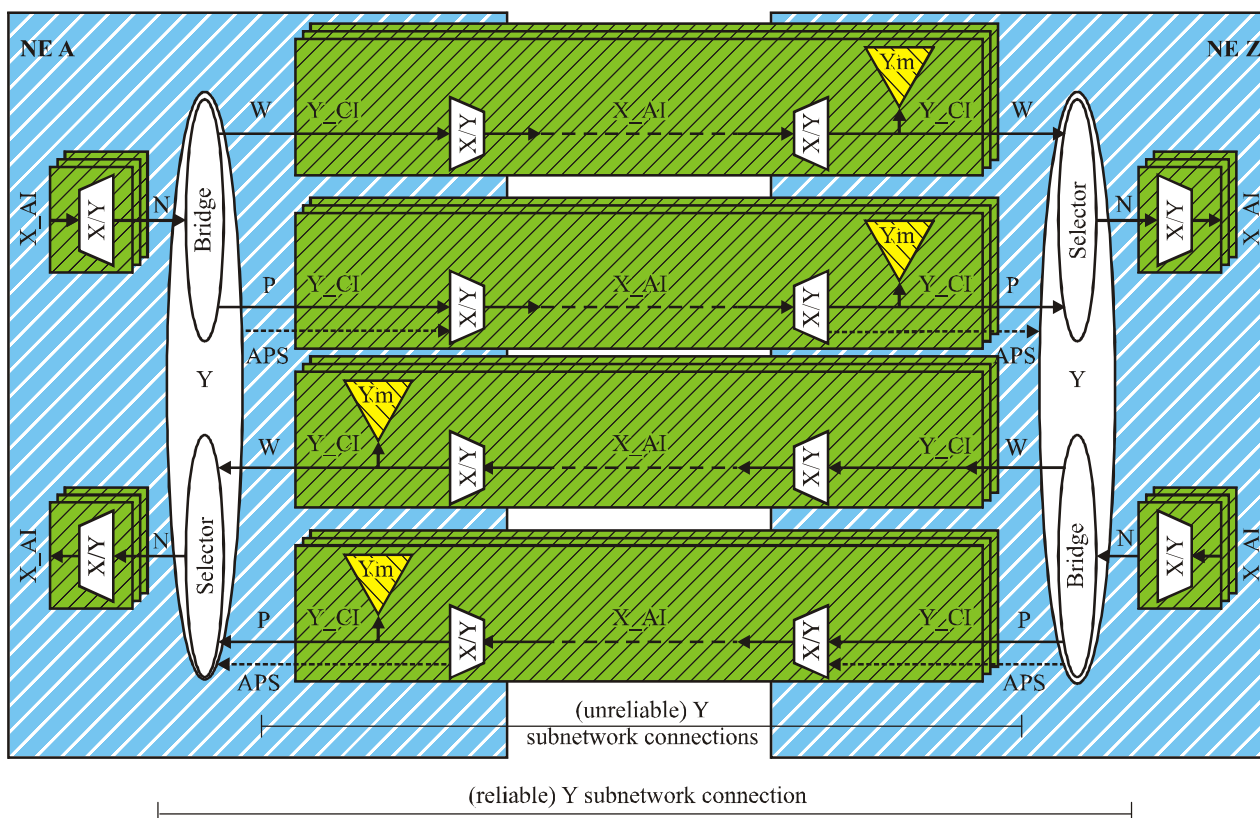 NE A
NE Z
Ym
W
Y_CI
X/Y
X_AI
X/Y
Y_CI
W
X_AI
X/Y
N
Bridge
Selector
N
X/Y
X_AI
Ym
P
Y_CI
X/Y
X_AI
X/Y
Y_CI
P
APS
APS
Y
Y
Ym
W
Y_CI
X/Y
X_AI
X/Y
Y_CI
W
X_AI
X/Y
N
Selector
Bridge
N
X/Y
X_AI
Ym
P
Y_CI
X/Y
X_AI
X/Y
Y_CI
P
APS
APS
(unreliable) Y
subnetwork connections
(reliable) Y subnetwork connection